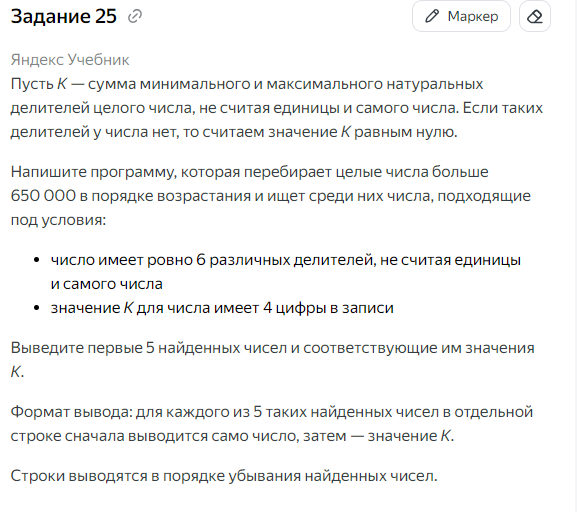 Задание 25
Маркер
Яндекс Учебник
Пусть K — сумма минимального и максимального натуральных
делителей целого числа, не считая единицы и самого числа. Если таких
делителей у числа нет, то считаем значение K равным нулю.
Напишите программу, которая перебирает целые числа больше
650 000 в порядке возрастания и ищет среди них числа, подходящие
под условия:
• число имеет ровно 6 различных делителей, не считая единицы
и самого числа
• значение K для числа имеет 4 цифры в записи
Выведите первые 5 найденных чисел и соответствующие им значения
K.
Формат вывода: для каждого из 5 таких найденных чисел в отдельной
строке сначала выводится само число, затем — значение K.
Строки выводятся в порядке убывания найденных чисел.